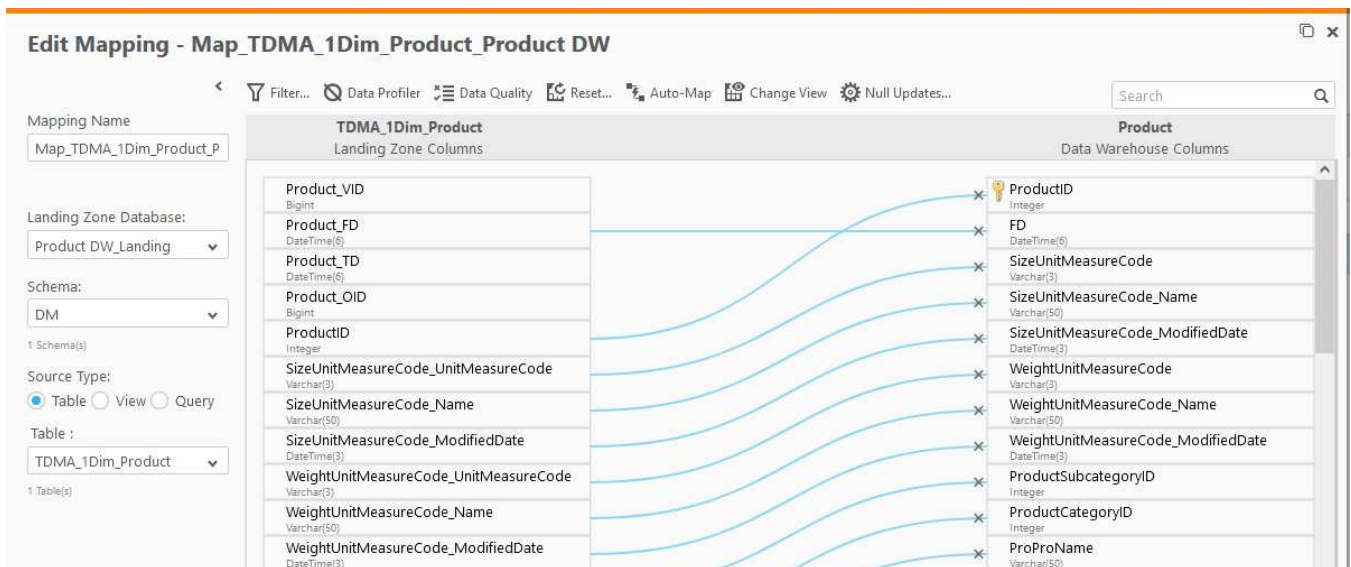 Edit Mapping - Map_TDMA_1Dim_Product_Product DW
Filter... Data Profiler Data Quality Reset... Auto-Map Change View Null Updates... Search
Mapping Name
Map_TDMA_1Dim_Product_P
Landing Zone Database:
Product DW_Landing
Schema:
DM
1 Schema(s)
Source Type:
Table View Query
Table :
TDMA_1Dim_Product
1 Table(s)
TDMA_1Dim_Product
Landing Zone Columns
Product_VID
Bigint
Product_FD
DateTime(6)
Product_TD
DateTime(6)
Product_OID
Bigint
ProductID
Integer
SizeUnitMeasureCode_UnitMeasureCode
Varchar(3)
SizeUnitMeasureCode_Name
Varchar(50)
SizeUnitMeasureCode_ModifiedDate
DateTime(3)
WeightUnitMeasureCode_UnitMeasureCode
Varchar(3)
WeightUnitMeasureCode_Name
Varchar(50)
WeightUnitMeasureCode_ModifiedDate
DateTime(3)
Product
Data Warehouse Columns
ProductID
Integer
FD
DateTime(6)
SizeUnitMeasureCode
Varchar(3)
SizeUnitMeasureCode_Name
Varchar(50)
SizeUnitMeasureCode_ModifiedDate
DateTime(3)
WeightUnitMeasureCode
Varchar(3)
WeightUnitMeasureCode_Name
Varchar(50)
WeightUnitMeasureCode_ModifiedDate
DateTime(3)
ProductSubcategoryID
Integer
ProductCategoryID
Integer
ProProName
Varchar(50)